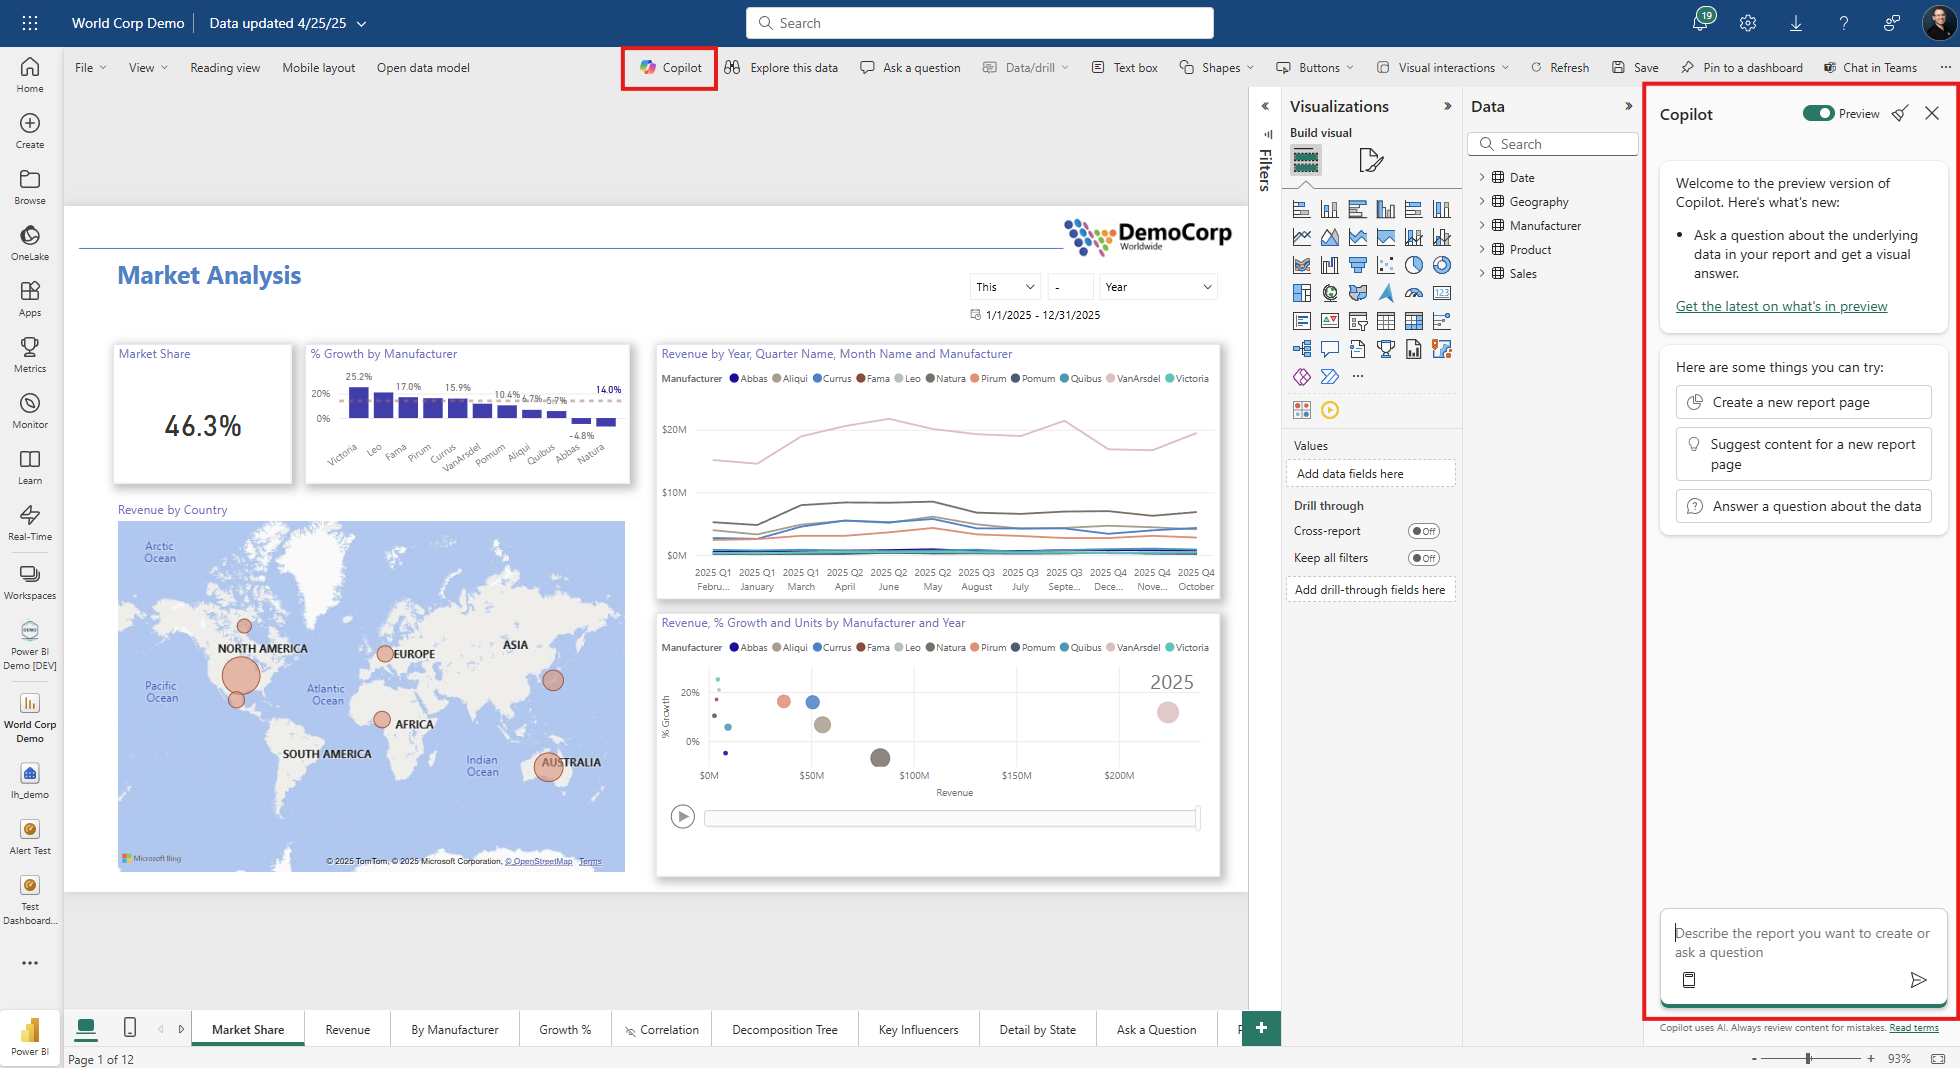 World Corp Demo
Data updated 4/25/25
Search
19
File
View
Reading view
Mobile layout
Open data model
Copilot
Explore this data
Ask a question
Data/drill
Text box
Shapes
Buttons
Visual interactions
Refresh
Save
Pin to a dashboard
Chat in Teams
Home
Create
Browse
OneLake
Apps
Metrics
Monitor
Learn
Real-Time
Workspaces
DEMO
Power BI
Demo [DEV]
World Corp
Demo
lh_demo
Alert Test
Test
Dashboard...
Power BI
DemoCorp
Worldwide
Market Analysis
This
-
Year
1/1/2025 - 12/31/2025
Market Share
46.3%
% Growth by Manufacturer
25.2%
17.0%
15.9%
10.4%
6.7%
5.7%
-4.8%
14.0%
20%
0%
Victoria
Leo
Fama
Pirum
Currus
VanArsdel
Pomum
Aliqui
Quibus
Abbas
Natura
Revenue by Country
Arctic
Ocean
NORTH AMERICA
EUROPE
ASIA
Pacific
Ocean
Atlantic
Ocean
AFRICA
SOUTH AMERICA
Indian
Ocean
AUSTRALIA
Microsoft Bing
© 2025 TomTom, © 2025 Microsoft Corporation, © OpenStreetMap Terms
Revenue by Year, Quarter Name, Month Name and Manufacturer
Manufacturer Abbas Aliqui Currus Fama Leo Natura Pirum Pomum Quibus VanArsdel Victoria
$20M
$10M
$0M
2025 Q1 2025 Q1 2025 Q1 2025 Q2 2025 Q2 2025 Q2 2025 Q3 2025 Q3 2025 Q3 2025 Q4 2025 Q4 2025 Q4
Febru... January March April June May August July Septe... Dece... Nove... October
Revenue, % Growth and Units by Manufacturer and Year
Manufacturer Abbas Aliqui Currus Fama Leo Natura Pirum Pomum Quibus VanArsdel Victoria
2025
% Growth
20%
0%
$0M $50M $100M $150M $200M
Revenue
Filters
Visualizations
Build visual
123
Values
Add data fields here
Drill through
Cross-report
Off
Keep all filters
Off
Add drill-through fields here
Data
Search
Date
Geography
Manufacturer
Product
Sales
Copilot
Preview
Welcome to the preview version of
Copilot. Here's what's new:
• Ask a question about the underlying
data in your report and get a visual
answer.
Get the latest on what's in preview
Here are some things you can try:
Create a new report page
Suggest content for a new report
page
Answer a question about the data
Describe the report you want to create or
ask a question
Copilot uses AI. Always review content for mistakes. Read terms
Market Share
Revenue
By Manufacturer
Growth %
Correlation
Decomposition Tree
Key Influencers
Detail by State
Ask a Question
+
Page 1 of 12
- + 93%